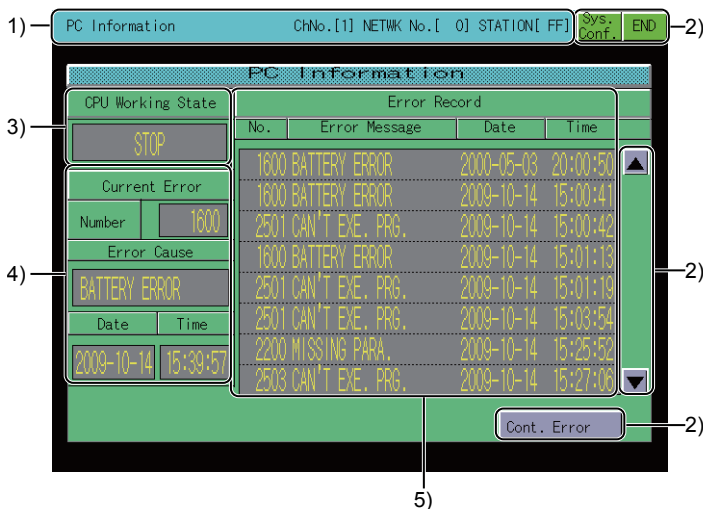 1)
PC Information ChNo.[1] NETWK No.[ 0] STATION[ FF]
Sys. Conf.
END
2)
PC Information
3)
CPU Working State
STOP
4)
Current Error
Number 1600
Error Cause
BATTERY ERROR
Date Time
2009-10-14 15:39:57
Error Record
No. Error Message Date Time
1600 BATTERY ERROR 2000-05-03 20:00:50
1600 BATTERY ERROR 2009-10-14 15:00:41
2501 CAN'T EXE. PRG. 2009-10-14 15:00:42
1600 BATTERY ERROR 2009-10-14 15:01:13
2501 CAN'T EXE. PRG. 2009-10-14 15:01:19
2501 CAN'T EXE. PRG. 2009-10-14 15:03:54
2200 MISSING PARA. 2009-10-14 15:25:52
2503 CAN'T EXE. PRG. 2009-10-14 15:27:06
2)
Cont. Error
2)
5)